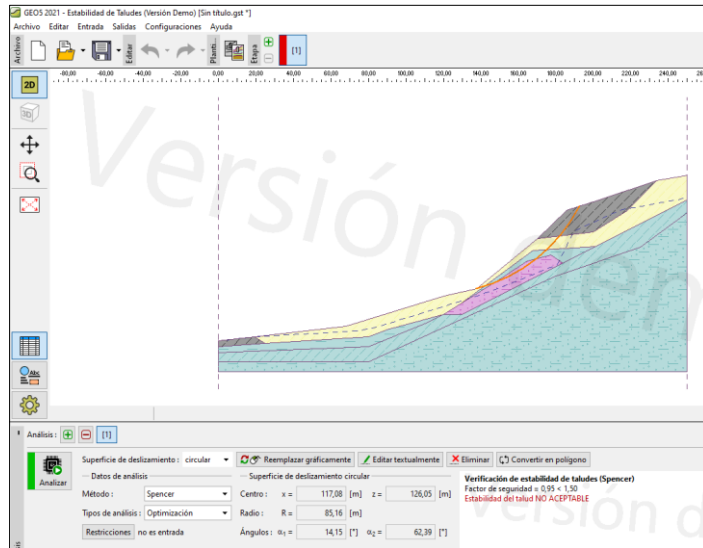 GEO5 2021 - Estabilidad de Taludes (Versión Demo) [Sin título.gst *]
Archivo Editar Entrada Salidas Configuraciones Ayuda
Archivo Editar Planti... Etapa [1]
-80,00 -60,00 -40,00 -20,00 0,00 20,00 40,00 60,00 80,00 100,00 120,00 140,00 160,00 180,00 200,00 220,00 240,00
2D
3D
Versión dem
Abc
Análisis : [1]
Analizar
Superficie de deslizamiento : circular Reemplazar gráficamente Editar textualmente Eliminar Convertir en polígono
Datos de análisis Superficie de deslizamiento circular
Método : Spencer Centro : x = 117,08 [m] z = 126,05 [m]
Tipos de análisis : Optimización Radio : R = 85,16 [m]
Restricciones no es entrada Ángulos : α1 = 14,15 [°] α2 = 62,39 [°]
Verificación de estabilidad de taludes (Spencer)
Factor de seguridad = 0,95 < 1,50
Estabilidad del talud NO ACEPTABLE
Versión d